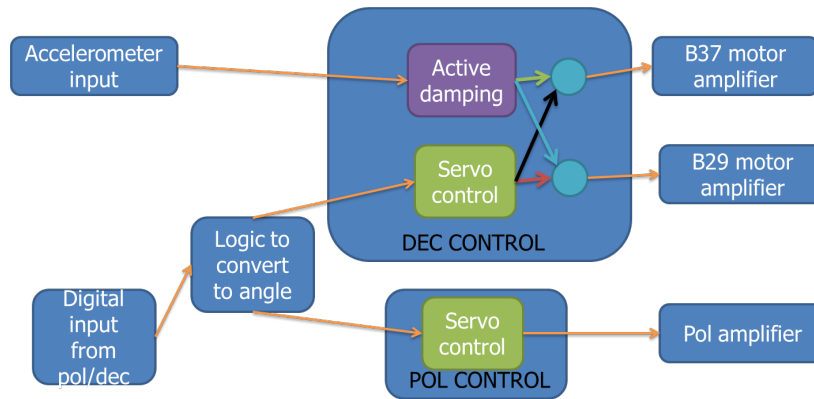 Accelerometer
input
Active
damping
B37 motor
amplifier
Servo
control
B29 motor
amplifier
DEC CONTROL
Logic to
convert
to angle
Digital
input
from
pol/dec
Servo
control
POL CONTROL
Pol amplifier